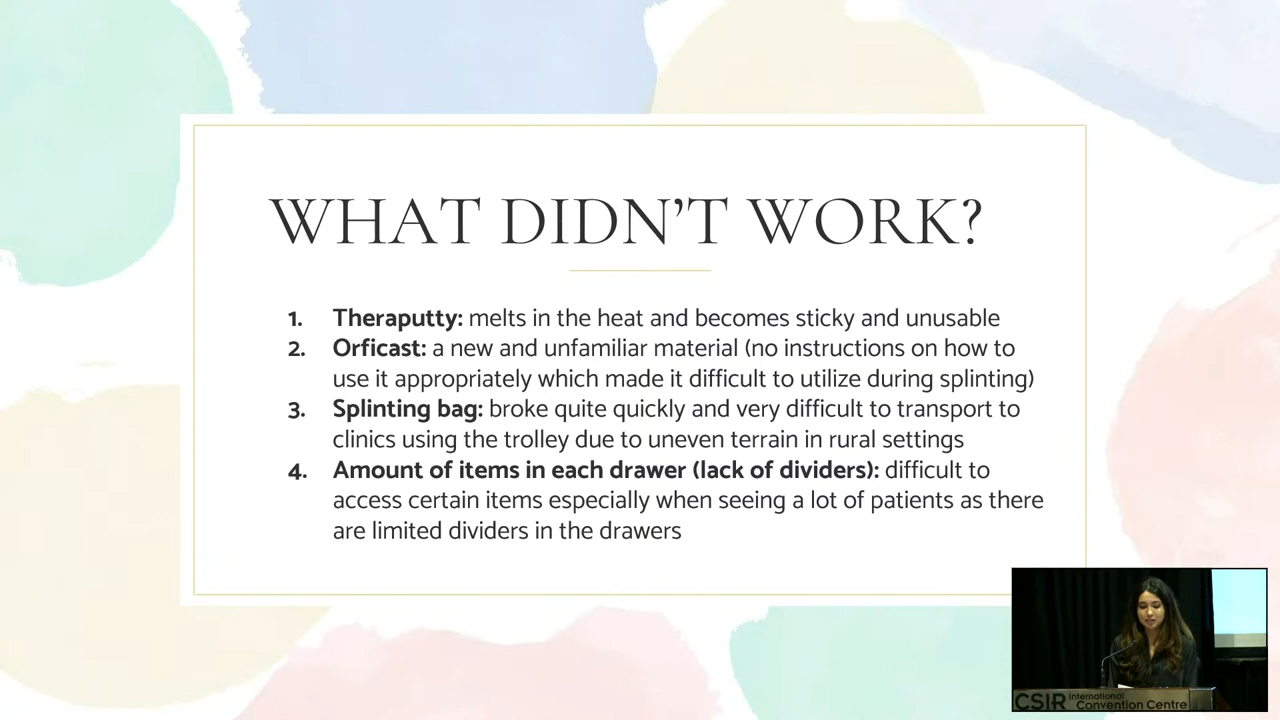 WHAT DIDN'T WORK?
1. Theraputty: melts in the heat and becomes sticky and unusable
2. Orficast: a new and unfamiliar material (no instructions on how to
use it appropriately which made it difficult to utilize during splinting)
3. Splinting bag: broke quite quickly and very difficult to transport to
clinics using the trolley due to uneven terrain in rural settings
4. Amount of items in each drawer (lack of dividers): difficult to
access certain items especially when seeing a lot of patients as there
are limited dividers in the drawers
CSIR International
Convention Centre